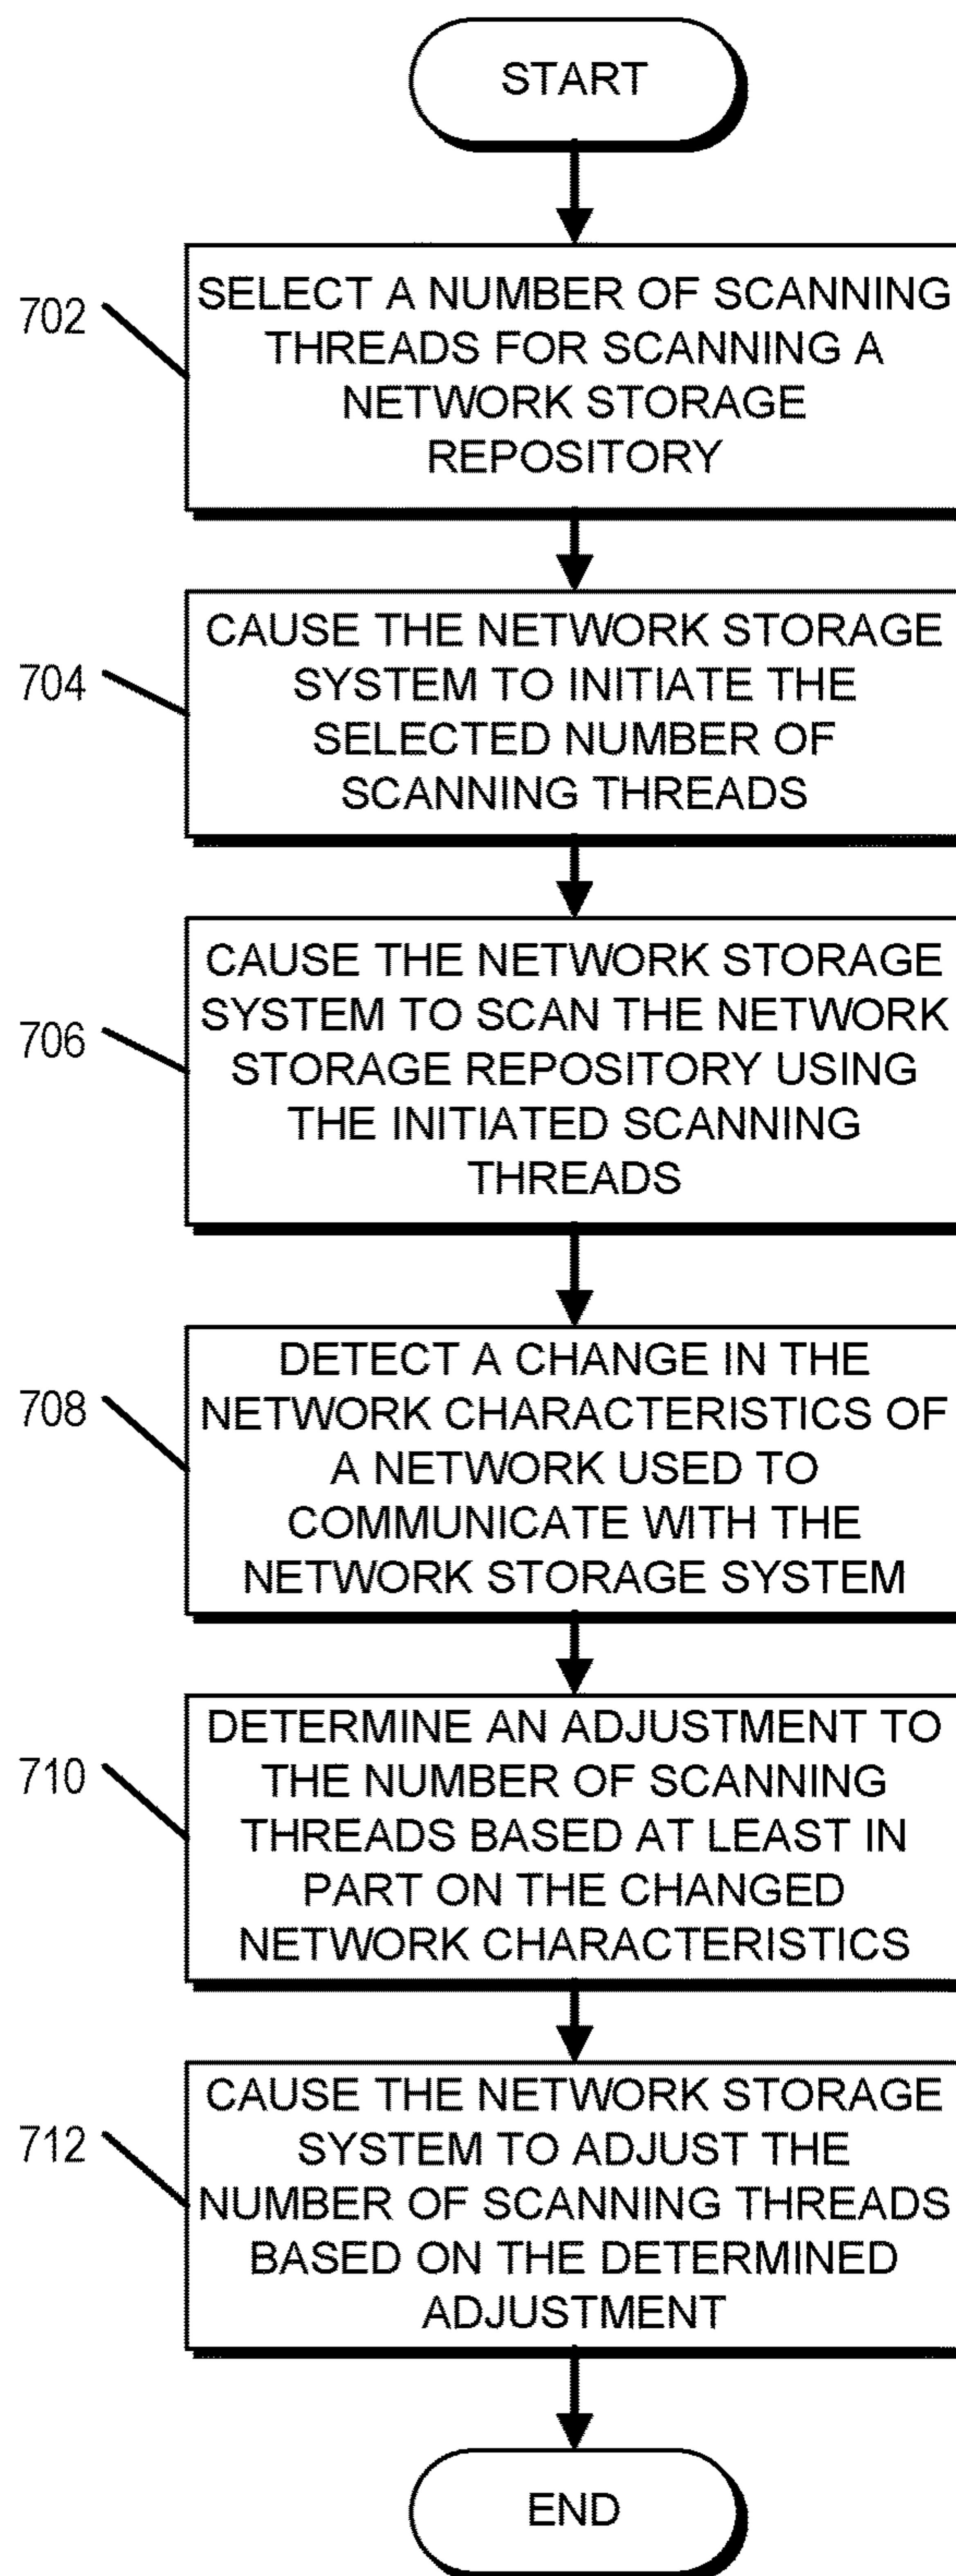 START
702
SELECT A NUMBER OF SCANNING
THREADS FOR SCANNING A
NETWORK STORAGE
REPOSITORY
704
CAUSE THE NETWORK STORAGE
SYSTEM TO INITIATE THE
SELECTED NUMBER OF
SCANNING THREADS
706
CAUSE THE NETWORK STORAGE
SYSTEM TO SCAN THE NETWORK
STORAGE REPOSITORY USING
THE INITIATED SCANNING
THREADS
708
DETECT A CHANGE IN THE
NETWORK CHARACTERISTICS OF
A NETWORK USED TO
COMMUNICATE WITH THE
NETWORK STORAGE SYSTEM
710
DETERMINE AN ADJUSTMENT TO
THE NUMBER OF SCANNING
THREADS BASED AT LEAST IN
PART ON THE CHANGED
NETWORK CHARACTERISTICS
712
CAUSE THE NETWORK STORAGE
SYSTEM TO ADJUST THE
NUMBER OF SCANNING THREADS
BASED ON THE DETERMINED
ADJUSTMENT
END